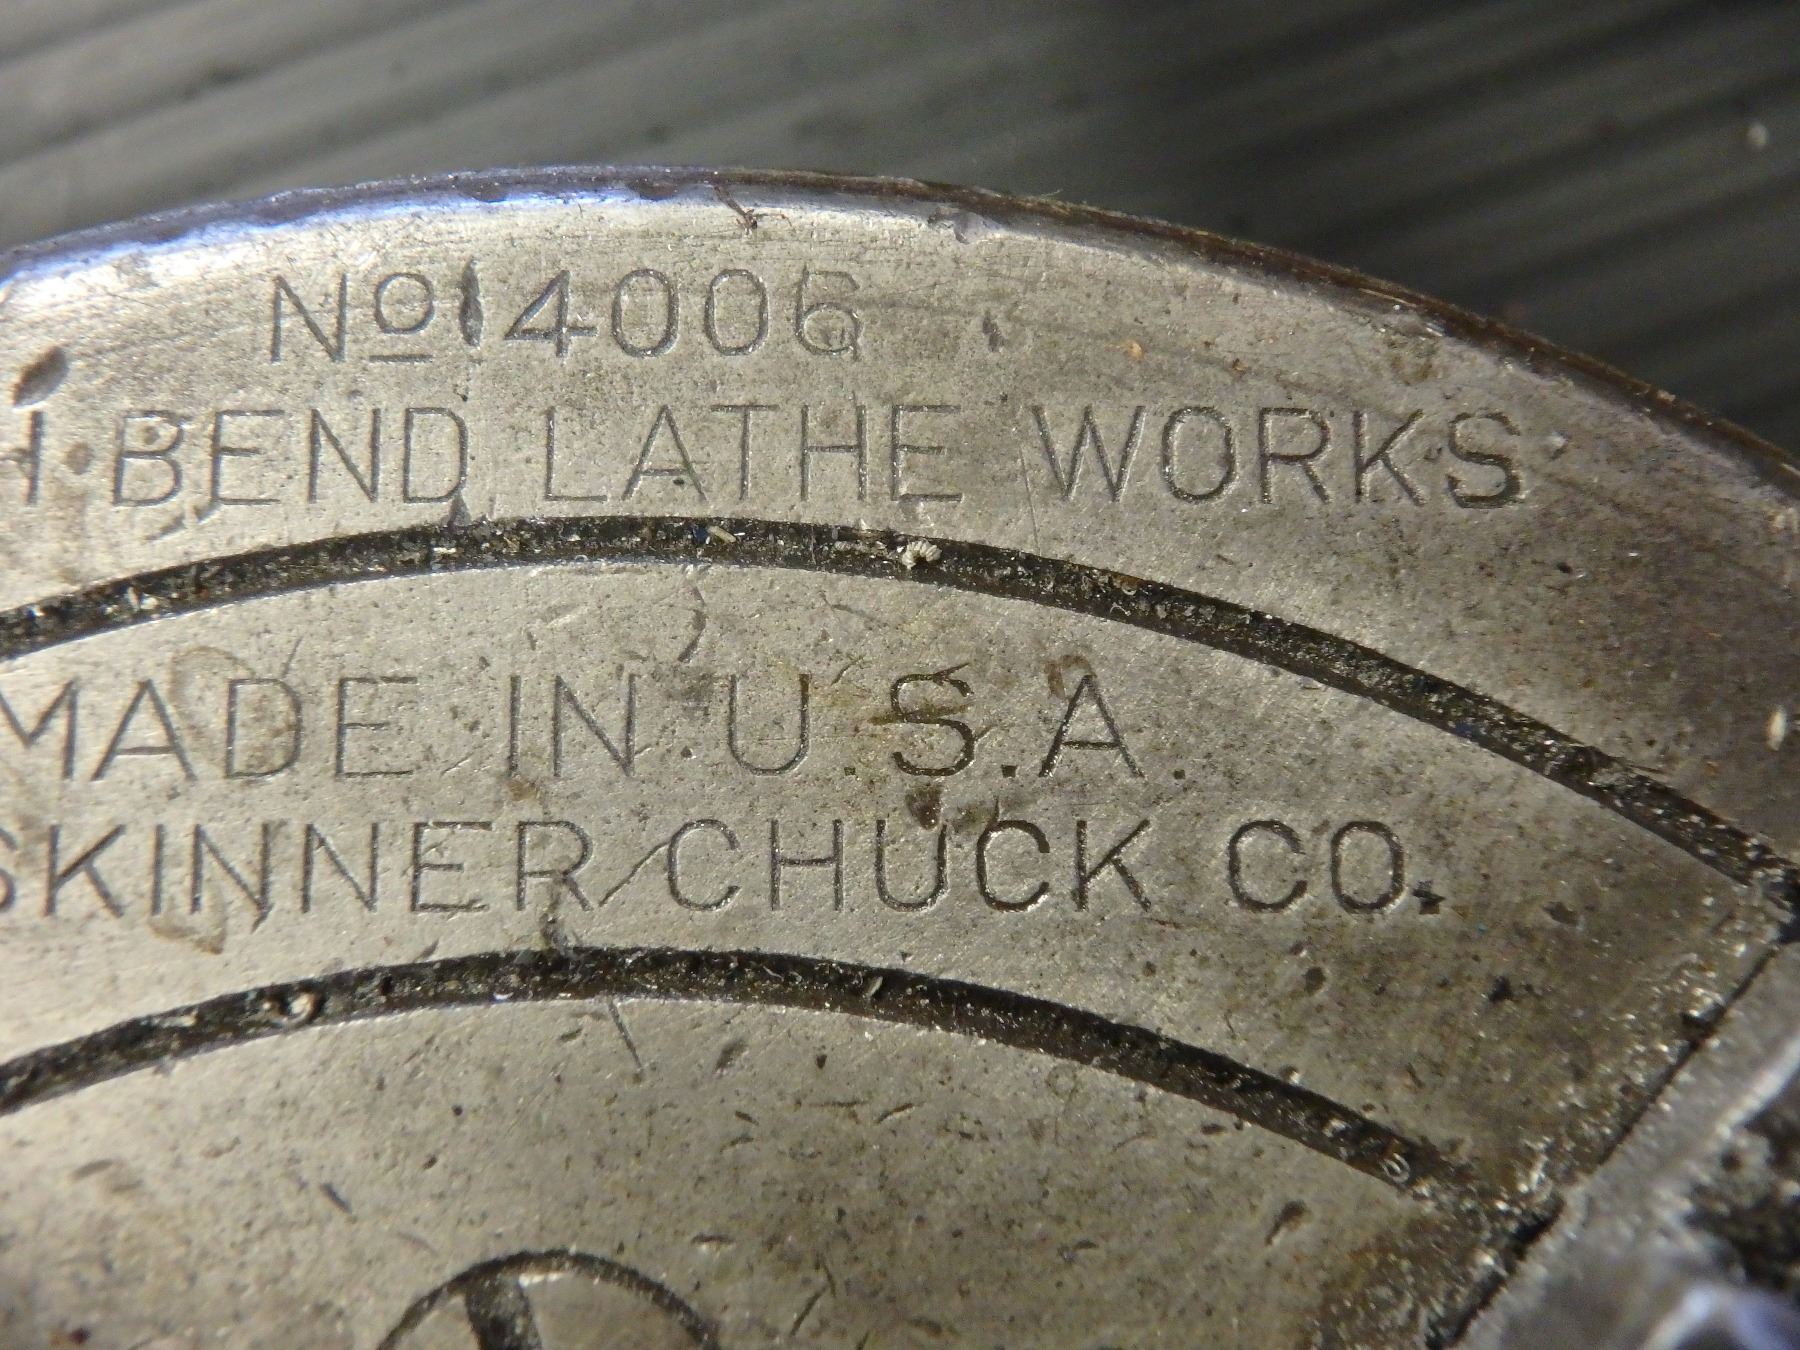 No 4006
H BEND LATHE WORKS
MADE IN U.S.A.
SKINNER CHUCK CO.